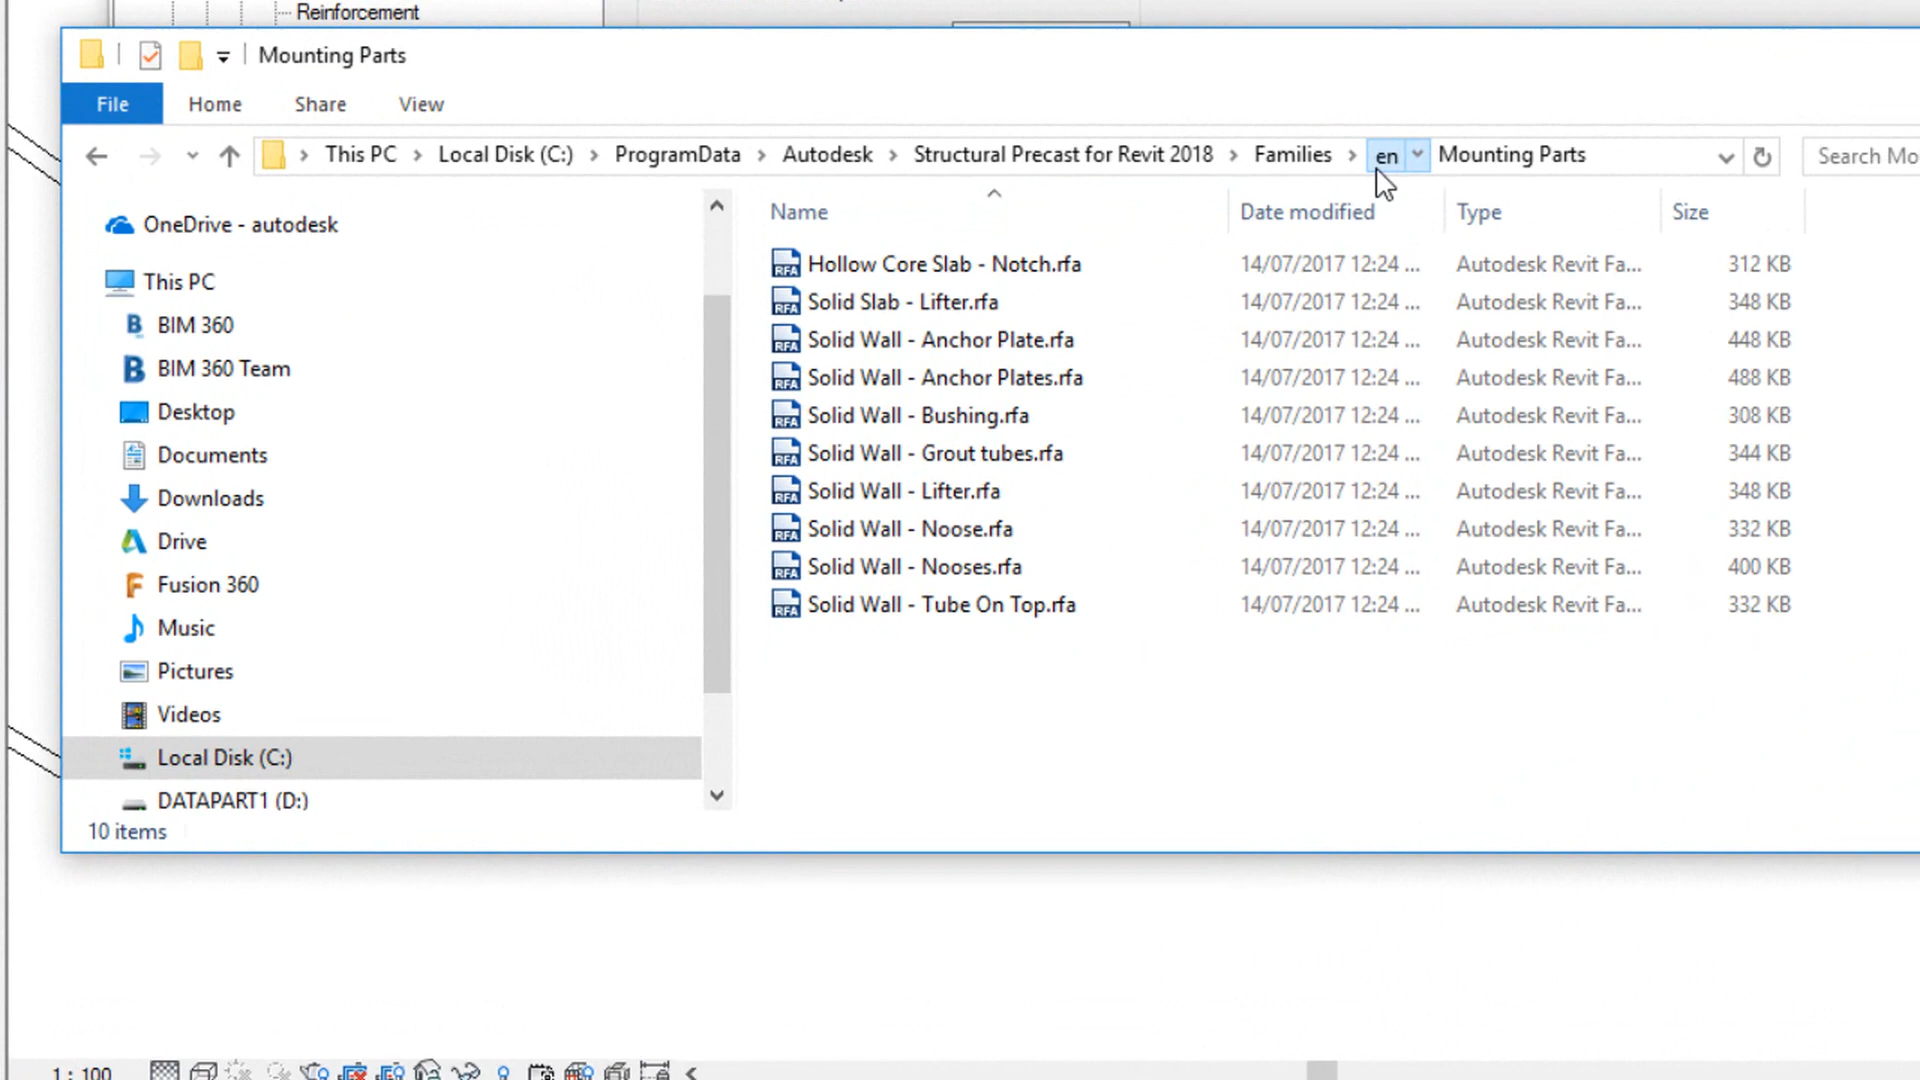 Reinforcement
Mounting Parts
File Home Share View
This PC Local Disk (C:) ProgramData Autodesk Structural Precast for Revit 2018 Families en Mounting Parts Search Mo
Name Date modified Type Size
OneDrive - autodesk
This PC
BIM 360
BIM 360 Team
Desktop
Documents
Downloads
Drive
Fusion 360
Music
Pictures
Videos
Local Disk (C:)
DATAPART1 (D:)
Hollow Core Slab - Notch.rfa 14/07/2017 12:24 ... Autodesk Revit Fa... 312 KB
Solid Slab - Lifter.rfa 14/07/2017 12:24 ... Autodesk Revit Fa... 348 KB
Solid Wall - Anchor Plate.rfa 14/07/2017 12:24 ... Autodesk Revit Fa... 448 KB
Solid Wall - Anchor Plates.rfa 14/07/2017 12:24 ... Autodesk Revit Fa... 488 KB
Solid Wall - Bushing.rfa 14/07/2017 12:24 ... Autodesk Revit Fa... 308 KB
Solid Wall - Grout tubes.rfa 14/07/2017 12:24 ... Autodesk Revit Fa... 344 KB
Solid Wall - Lifter.rfa 14/07/2017 12:24 ... Autodesk Revit Fa... 348 KB
Solid Wall - Noose.rfa 14/07/2017 12:24 ... Autodesk Revit Fa... 332 KB
Solid Wall - Nooses.rfa 14/07/2017 12:24 ... Autodesk Revit Fa... 400 KB
Solid Wall - Tube On Top.rfa 14/07/2017 12:24 ... Autodesk Revit Fa... 332 KB
10 items
1 : 100